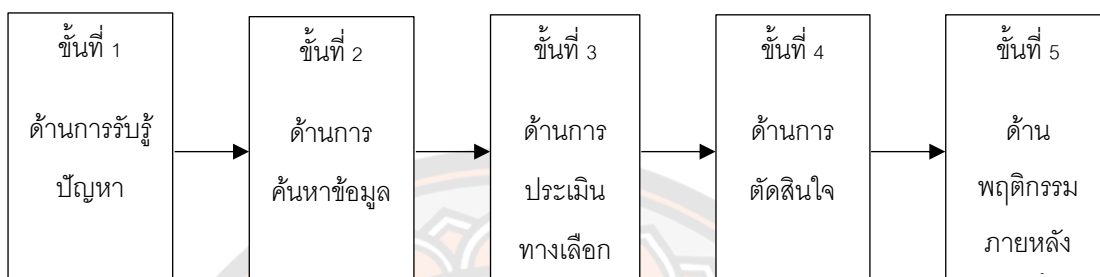 ขั้นที่ 1
ด้านการรับรู้
ปัญหา
ขั้นที่ 2
ด้านการ
ค้นหาข้อมูล
ขั้นที่ 3
ด้านการ
ประเมิน
ทางเลือก
ขั้นที่ 4
ด้านการ
ตัดสินใจ
ขั้นที่ 5
ด้าน
พฤติกรรม
ภายหลัง